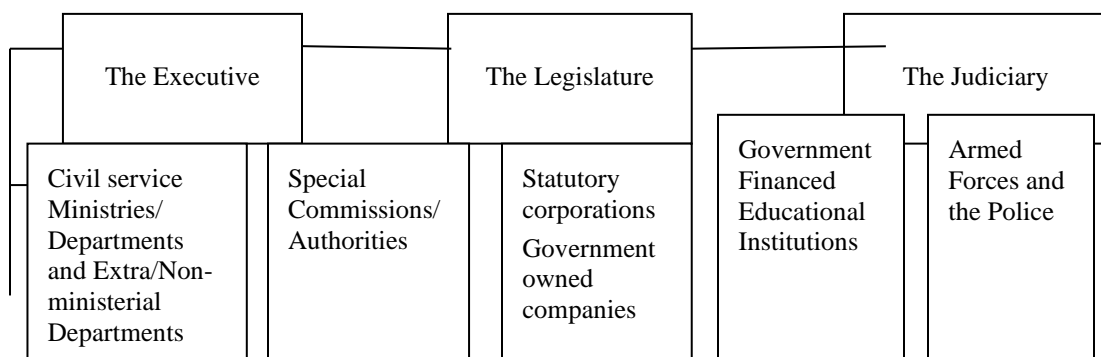 The Executive
The Legislature
The Judiciary
Civil service
Ministries/
Departments
and Extra/Non-
ministerial
Departments
Special
Commissions/
Authorities
Statutory
corporations
Government
owned
companies
Government
Financed
Educational
Institutions
Armed
Forces and
the Police